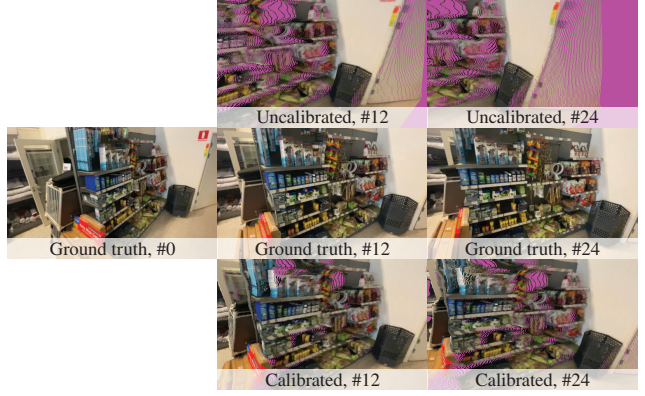 Uncalibrated, #12
Uncalibrated, #24
Ground truth, #0
Ground truth, #12
Ground truth, #24
Calibrated, #12
Calibrated, #24